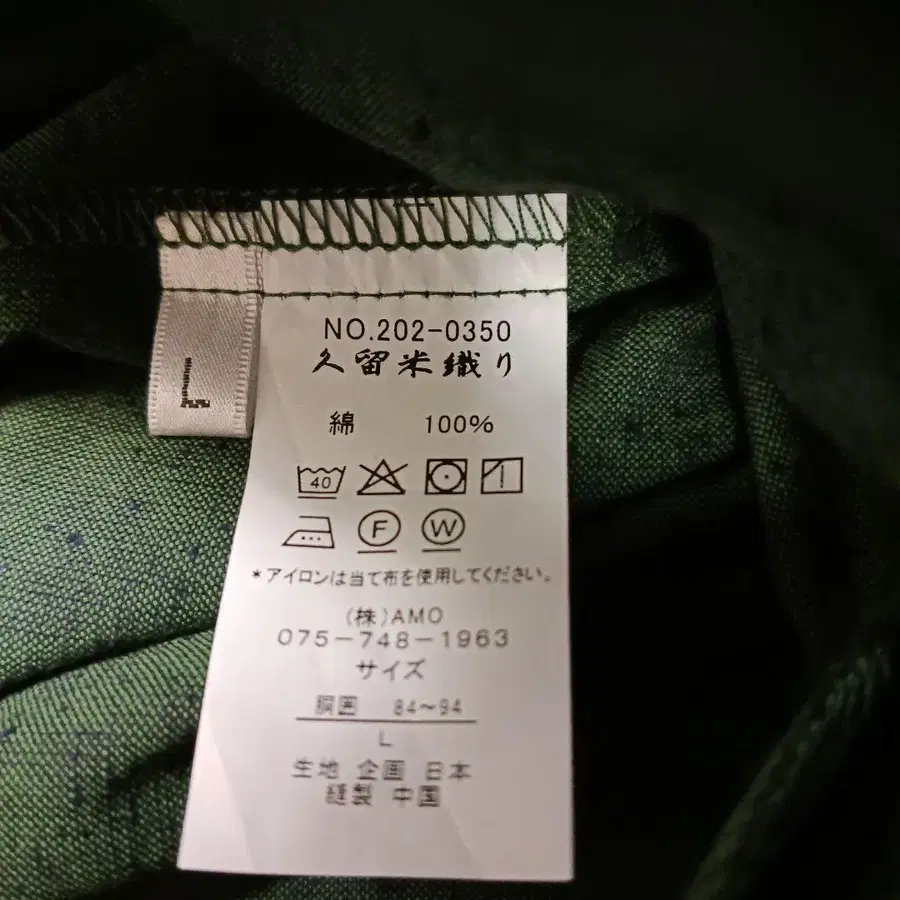 L
NO.202-0350
久留米織り
綿 100%
40
F W
*アイロンは当て布を使用してください。
(株)AMO
075-748-1963
サイズ
胴囲 84~94
L
生地 企画 日本
縫製 中国